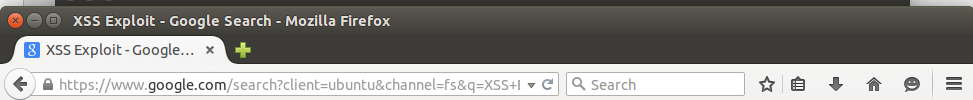 XSS Exploit - Google Search - Mozilla Firefox
XSS Exploit - Google...
https://www.google.com/search?client=ubuntu&channel=fs&q=XSS+ Search